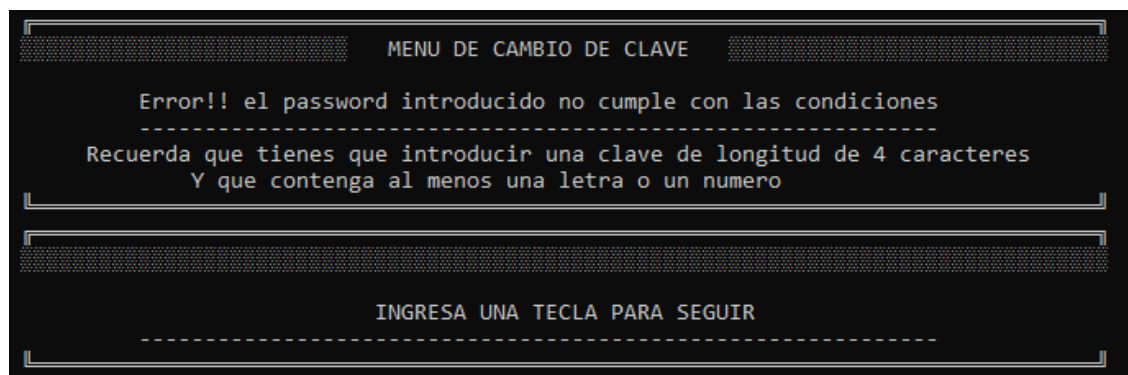 MENU DE CAMBIO DE CLAVE
Error!! el password introducido no cumple con las condiciones
-------------------------------------------------------------
Recuerda que tienes que introducir una clave de longitud de 4 caracteres
Y que contenga al menos una letra o un numero
INGRESA UNA TECLA PARA SEGUIR
-------------------------------------------------------------